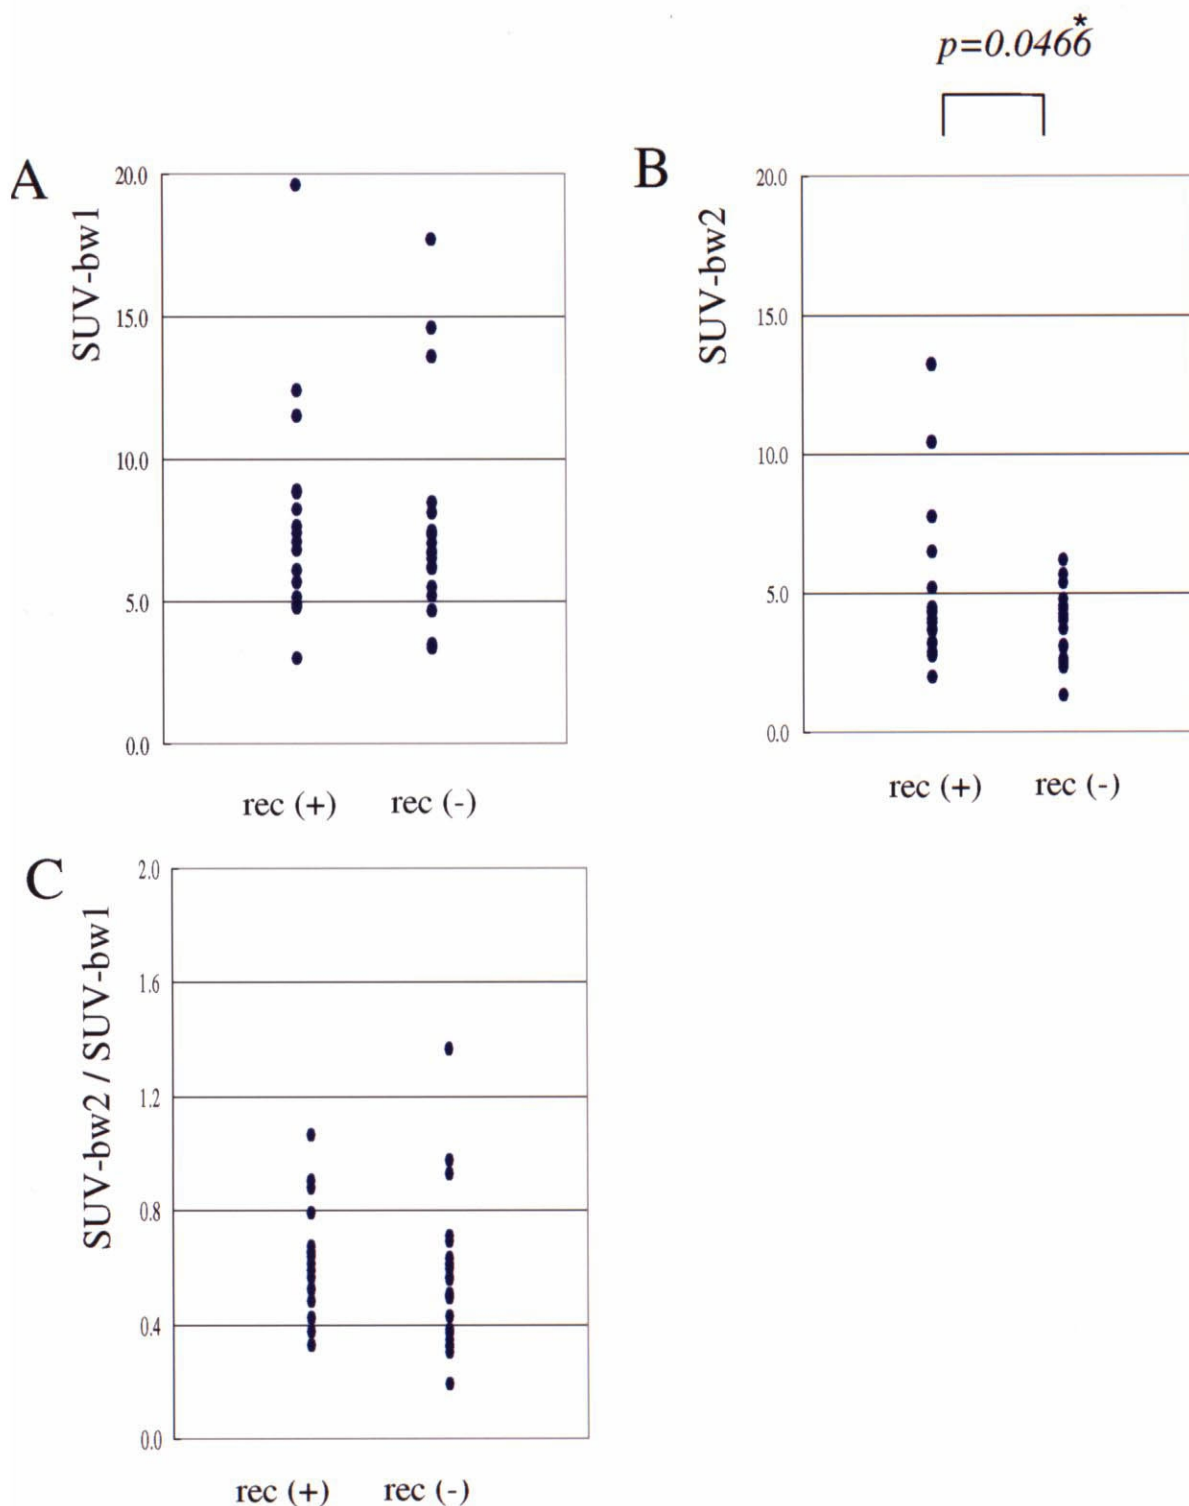 p=0.0466*
A
SUV-bw1
20.0
15.0
10.0
5.0
0.0
rec (+) rec (-)
B
SUV-bw2
20.0
15.0
10.0
5.0
0.0
rec (+) rec (-)
C
SUV-bw2 / SUV-bw1
2.0
1.6
1.2
0.8
0.4
0.0
rec (+) rec (-)